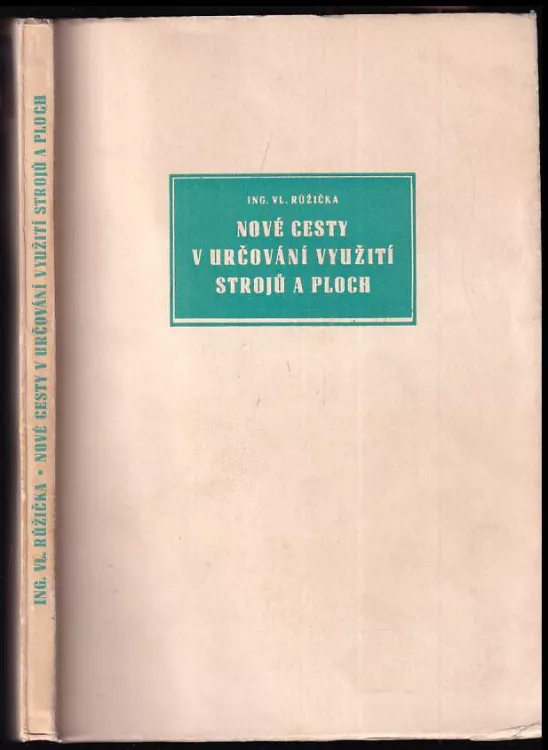 ING. VL. RŮŽIČKA
NOVÉ CESTY
V URČOVÁNÍ VYUŽITÍ
STROJŮ A PLOCH
ING. VL. RŮŽIČKA • NOVÉ CESTY V URČOVÁNÍ VYUŽITÍ STROJŮ A PLOCH